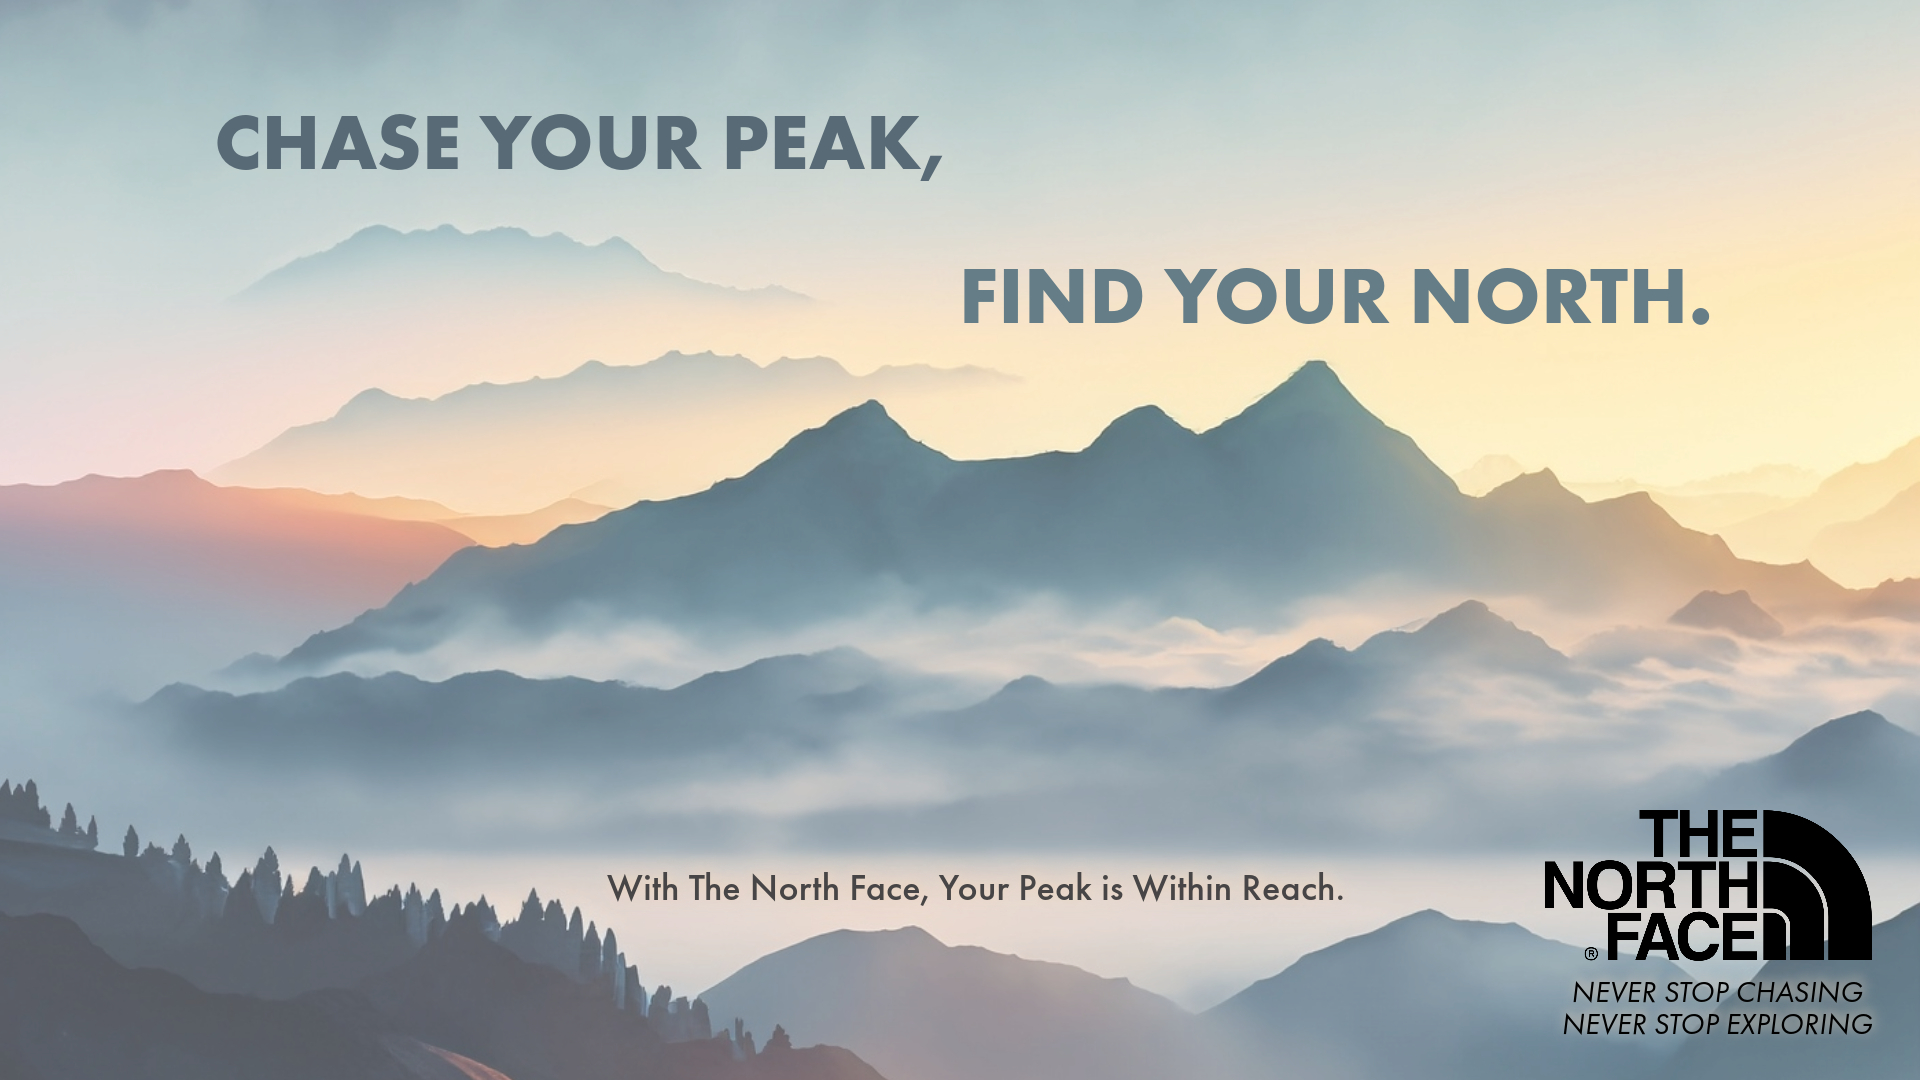 CHASE YOUR PEAK,
FIND YOUR NORTH.
With The North Face, Your Peak is Within Reach.
THE
NORTH
FACE
®
NEVER STOP CHASING
NEVER STOP EXPLORING